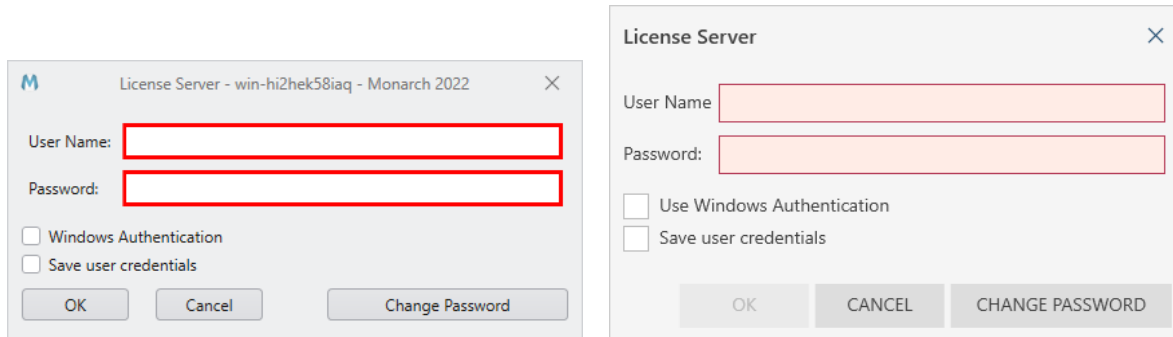 License Server - win-hi2hek58iaq - Monarch 2022
User Name:
Password:
Windows Authentication
Save user credentials
OK Cancel Change Password
License Server
User Name
Password:
Use Windows Authentication
Save user credentials
OK CANCEL CHANGE PASSWORD